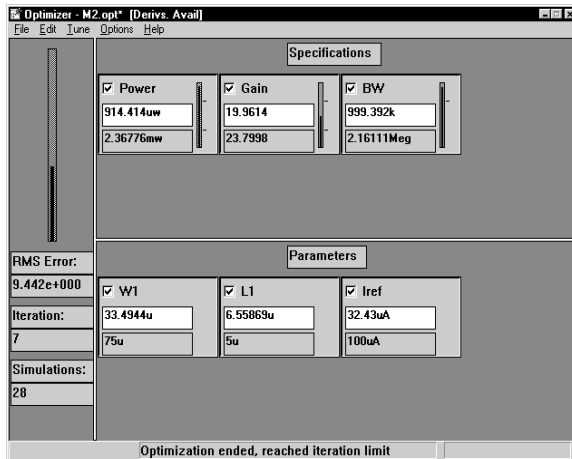 Optimizer - M2.opt* [Derivs. Avail]
File Edit Tune Options Help
Specifications
Power
914.414uw
2.36776mw
Gain
19.9614
23.7998
BW
999.392k
2.16111Meg
RMS Error:
9.442e+000
Iteration:
7
Simulations:
28
Parameters
W1
33.4944u
75u
L1
6.55869u
5u
Iref
32.43uA
100uA
Optimization ended, reached iteration limit